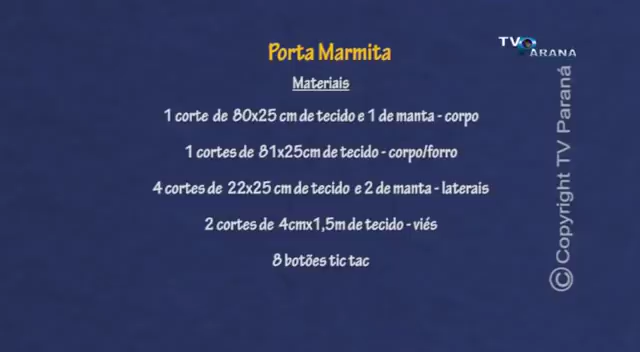 Porta Marmita
TV PARANA
Materiais
1 corte de 80x25 cm de tecido e 1 de manta - corpo
1 cortes de 81x25cm de tecido - corpo/forro
4 cortes de 22x25 cm de tecido e 2 de manta - laterais
2 cortes de 4cmx1,5m de tecido - viés
8 botões tic tac
© Copyright TV Paraná